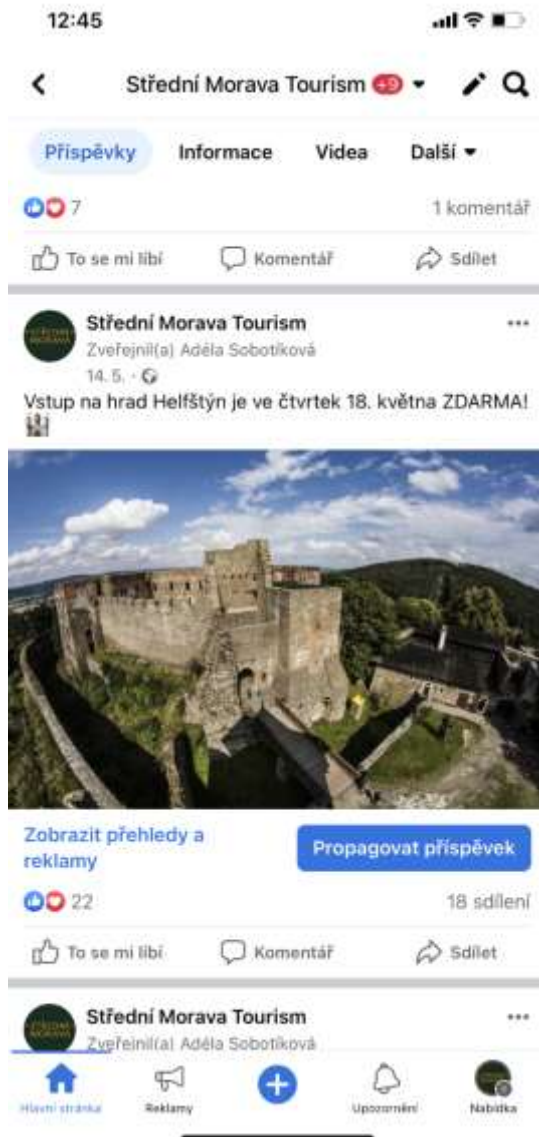 12:45
Střední Morava Tourism +9
Příspěvky Informace Videa Další
7 1 komentář
To se mi líbí Komentář Sdílet
Střední Morava Tourism
Zveřejnil(a) Adéla Sobotíková
14. 5. ·
Vstup na hrad Helfštýn je ve čtvrtek 18. května ZDARMA!
Zobrazit přehledy a
reklamy
Propagovat příspěvek
22 18 sdílení
To se mi líbí Komentář Sdílet
Střední Morava Tourism
Zveřejnil(a) Adéla Sobotíková
Hlavní stránka Reklamy Upozornění Nabídka